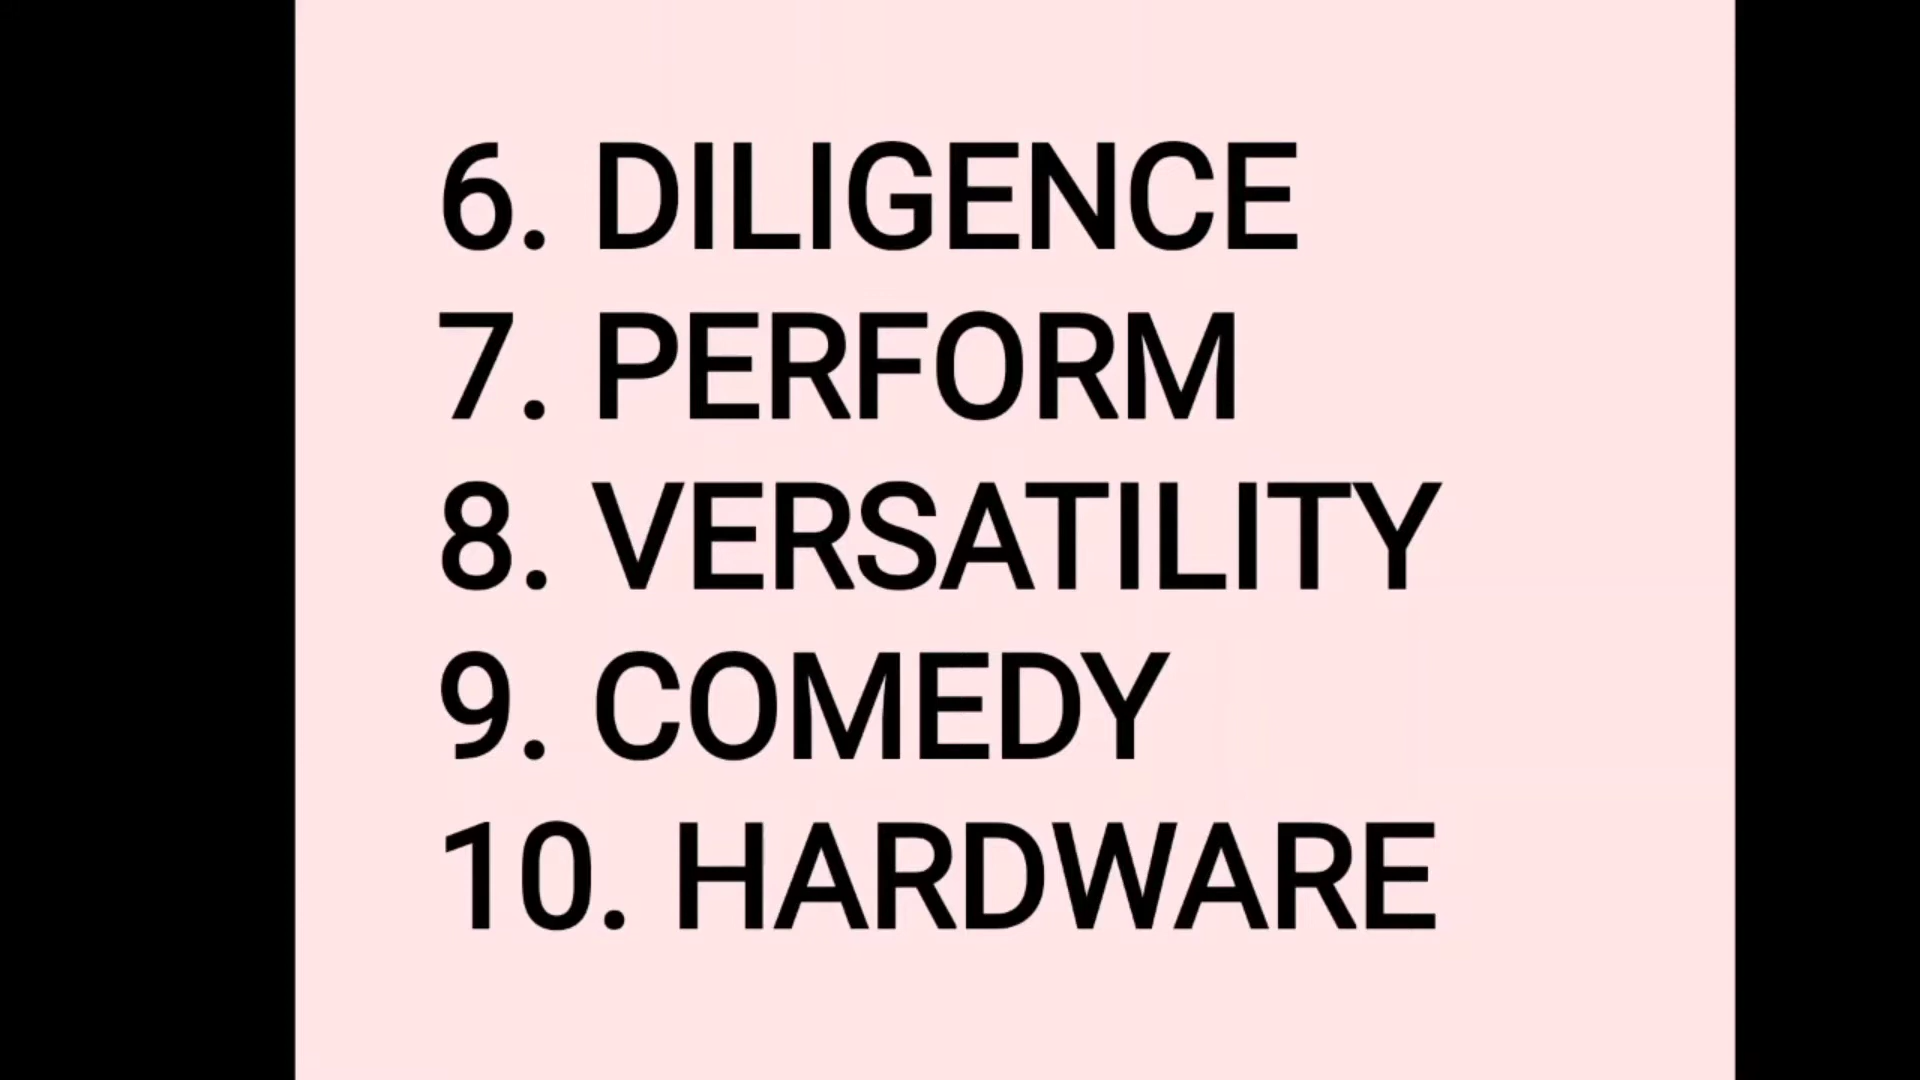 6. DILIGENCE
7. PERFORM
8. VERSATILITY
9. COMEDY
10. HARDWARE